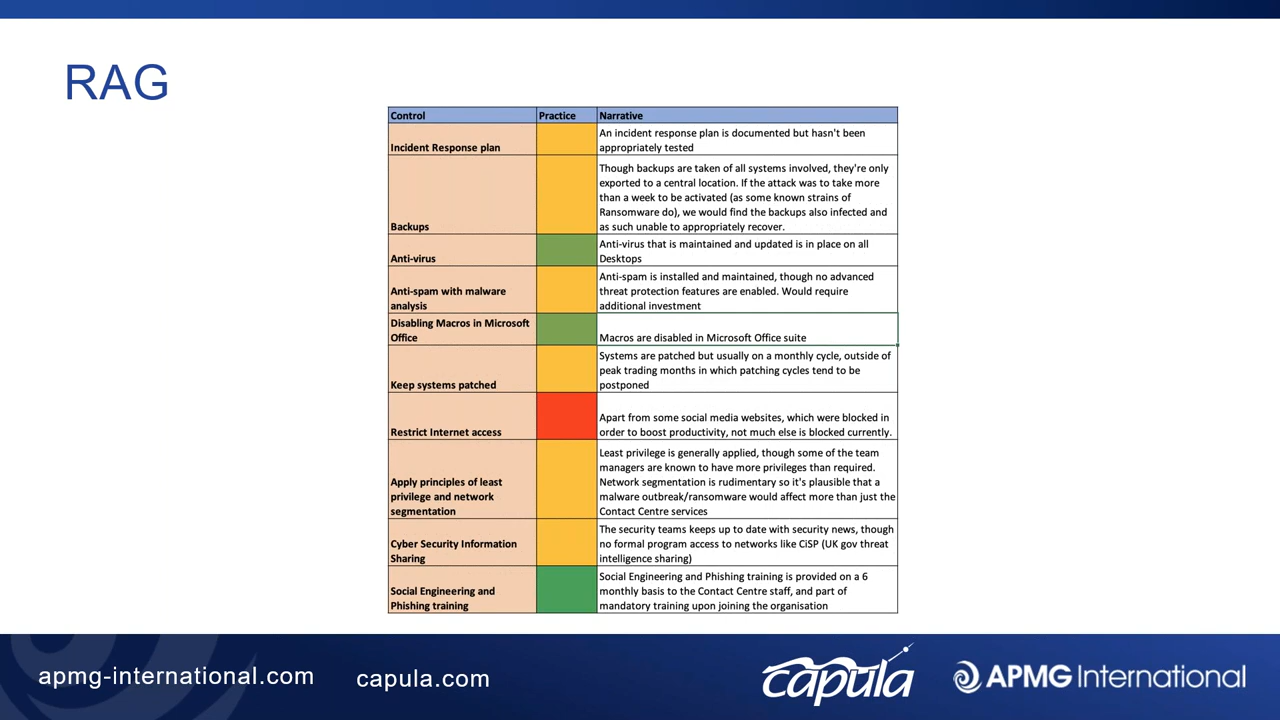 RAG
Control Practice Narrative
Incident Response plan
An incident response plan is documented but hasn't been
appropriately tested
Backups
Though backups are taken of all systems involved, they're only
exported to a central location. If the attack was to take more
than a week to be activated (as some known strains of
Ransomware do), we would find the backups also infected and
as such unable to appropriately recover.
Anti-virus
Anti-virus that is maintained and updated is in place on all
Desktops
Anti-spam with malware
analysis
Anti-spam is installed and maintained, though no advanced
threat protection features are enabled. Would require
additional investment
Disabling Macros in Microsoft
Office
Macros are disabled in Microsoft Office suite
Keep systems patched
Systems are patched but usually on a monthly cycle, outside of
peak trading months in which patching cycles tend to be
postponed
Restrict Internet access
Apart from some social media websites, which were blocked in
order to boost productivity, not much else is blocked currently.
Apply principles of least
privilege and network
segmentation
Least privilege is generally applied, though some of the team
managers are known to have more privileges than required.
Network segmentation is rudimentary so it's plausible that a
malware outbreak/ransomware would affect more than just the
Contact Centre services
Cyber Security Information
Sharing
The security teams keeps up to date with security news, though
no formal program access to networks like CiSP (UK gov threat
intelligence sharing)
Social Engineering and
Phishing training
Social Engineering and Phishing training is provided on a 6
monthly basis to the Contact Centre staff, and part of
mandatory training upon joining the organisation
apmg-international.com
capula.com
capula
APMG International